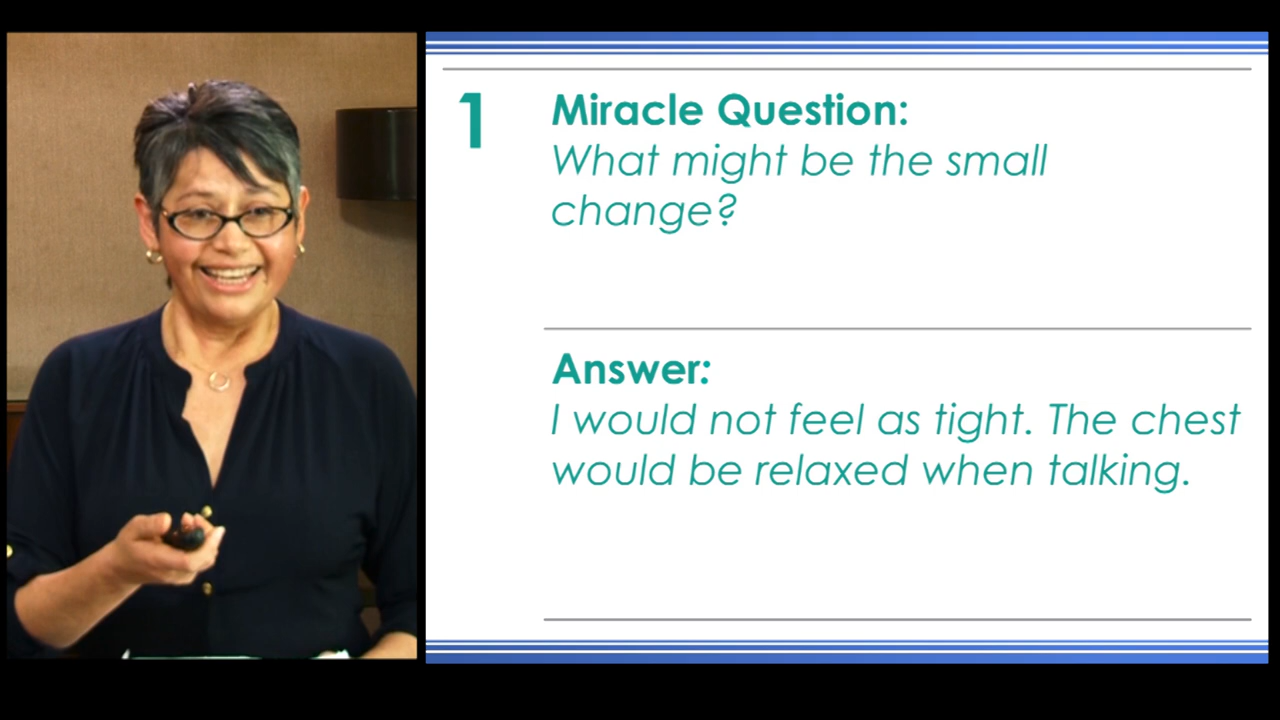 1
Miracle Question:
What might be the small
change?
Answer:
I would not feel as tight. The chest
would be relaxed when talking.